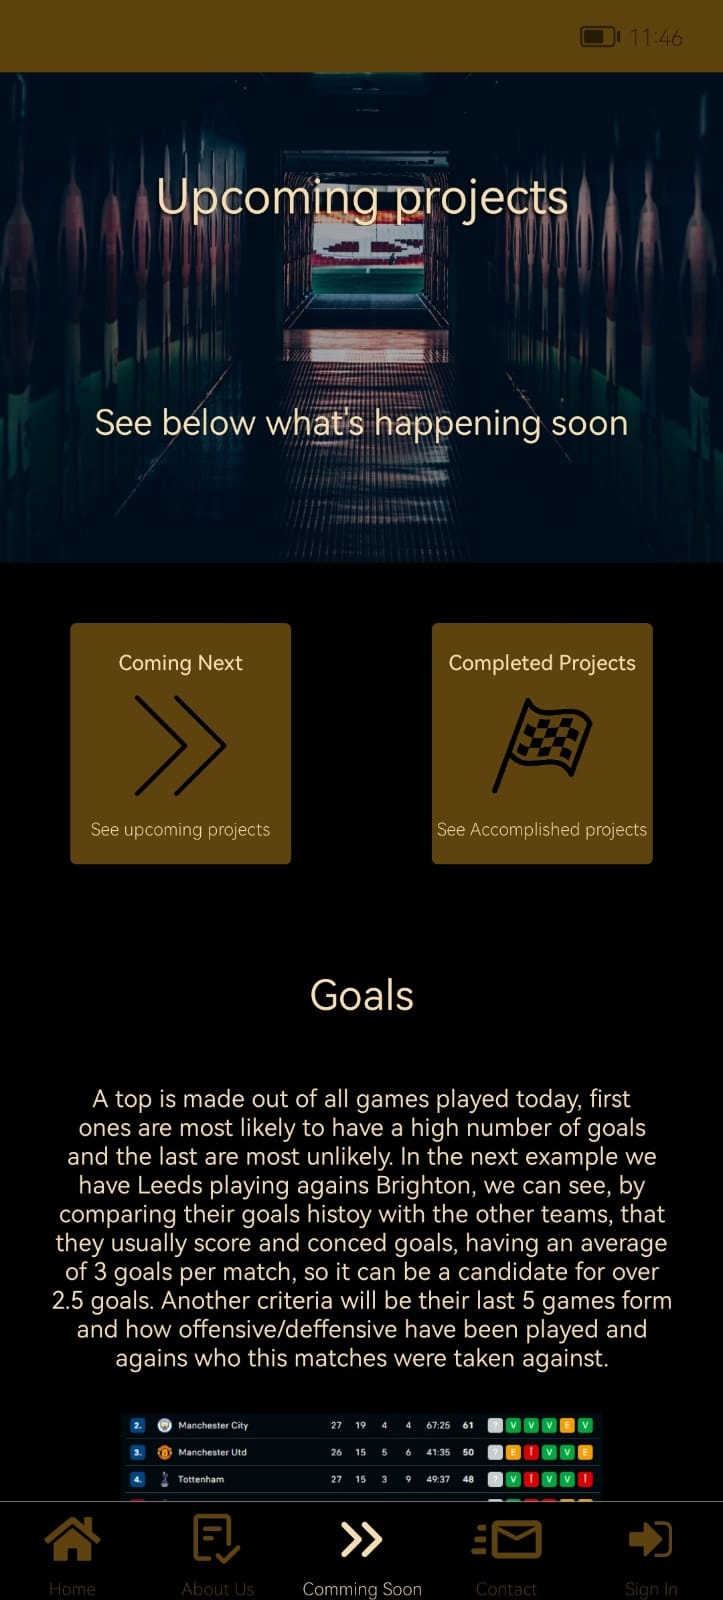 11:46
Upcoming projects
See below what's happening soon
Coming Next
See upcoming projects
Completed Projects
See Accomplished projects
Goals
A top is made out of all games played today, first
ones are most likely to have a high number of goals
and the last are most unlikely. In the next example we
have Leeds playing agains Brighton, we can see, by
comparing their goals histoy with the other teams, that
they usually score and conced goals, having an average
of 3 goals per match, so it can be a candidate for over
2.5 goals. Another criteria will be their last 5 games form
and how offensive/deffensive have been played and
agains who this matches were taken against.
2. Manchester City 27 19 4 4 67:25 61 ? V V V E V
3. Manchester Utd 26 15 5 6 41:35 50 ? E Î V V E
4. Tottenham 27 15 3 9 49:37 48 ? V Î V V Î
Home
About Us
Comming Soon
Contact
Sign In